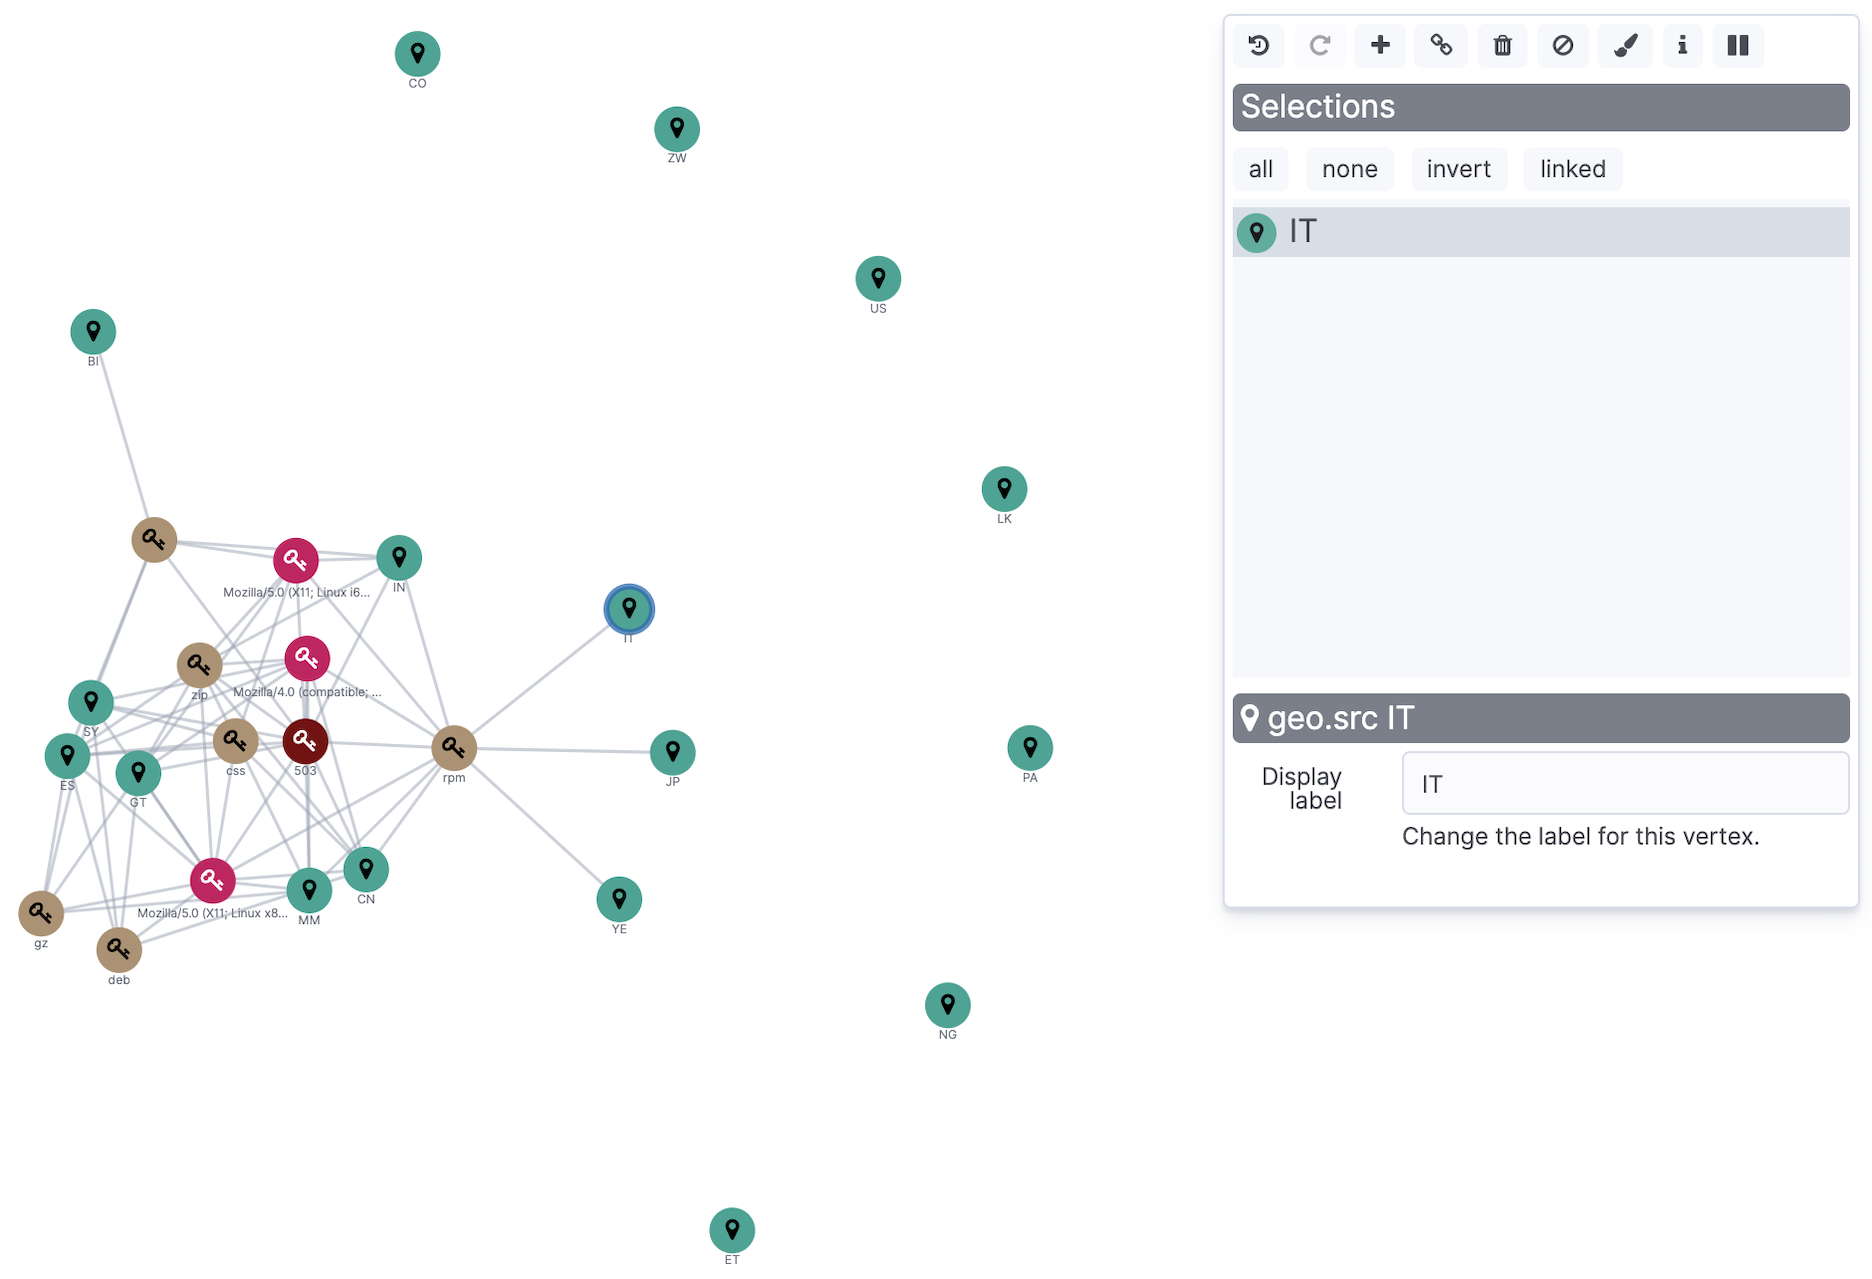 CO
ZW
US
BI
LK
IN
Mozilla/5.0 (X11; Linux i6...
IT
zip
Mozilla/4.0 (compatible; ...
SY
ES
GT
css
503
rpm
JP
PA
CN
MM
Mozilla/5.0 (X11; Linux x8...
gz
deb
YE
NG
ET
Selections
all none invert linked
IT
geo.src IT
Display
label
IT
Change the label for this vertex.